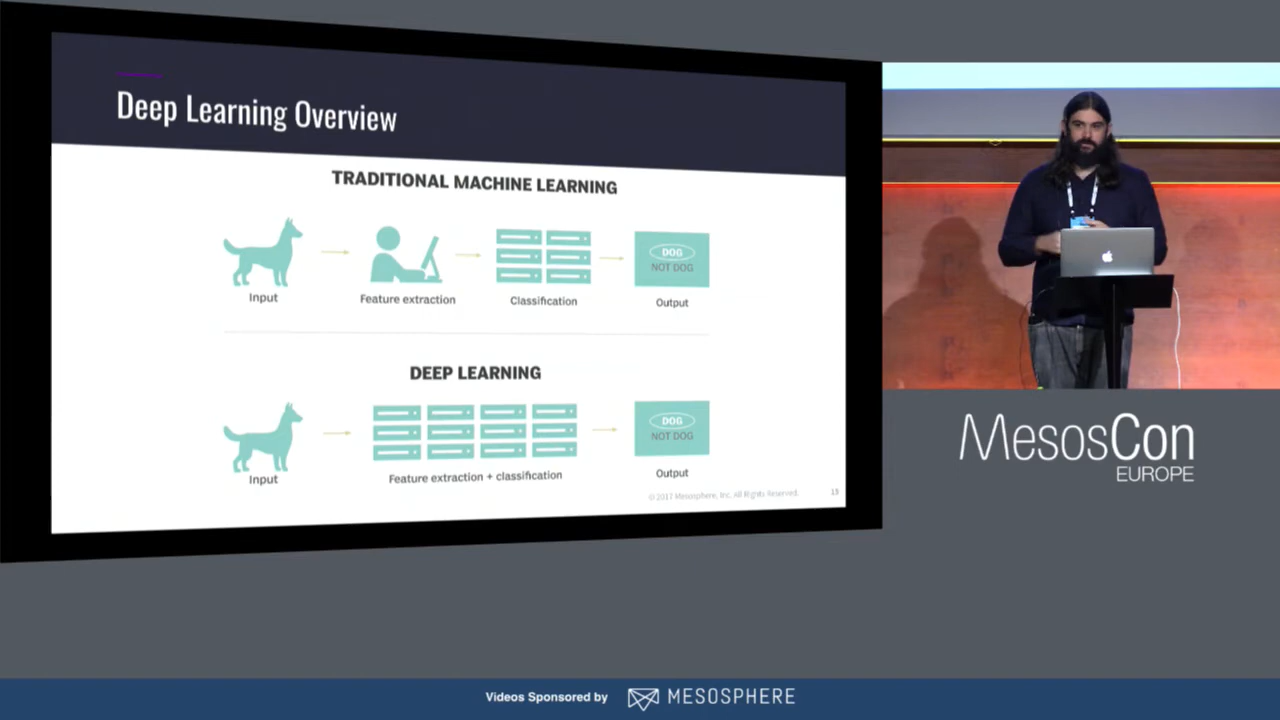 Deep Learning Overview
TRADITIONAL MACHINE LEARNING
DOG
NOT DOG
Input
Feature extraction
Classification
Output
DEEP LEARNING
DOG
NOT DOG
Input
Feature extraction + classification
Output
© 2017 Mesosphere, Inc. All Rights Reserved.
15
MesosCon
EUROPE
Videos Sponsored by
MESOSPHERE